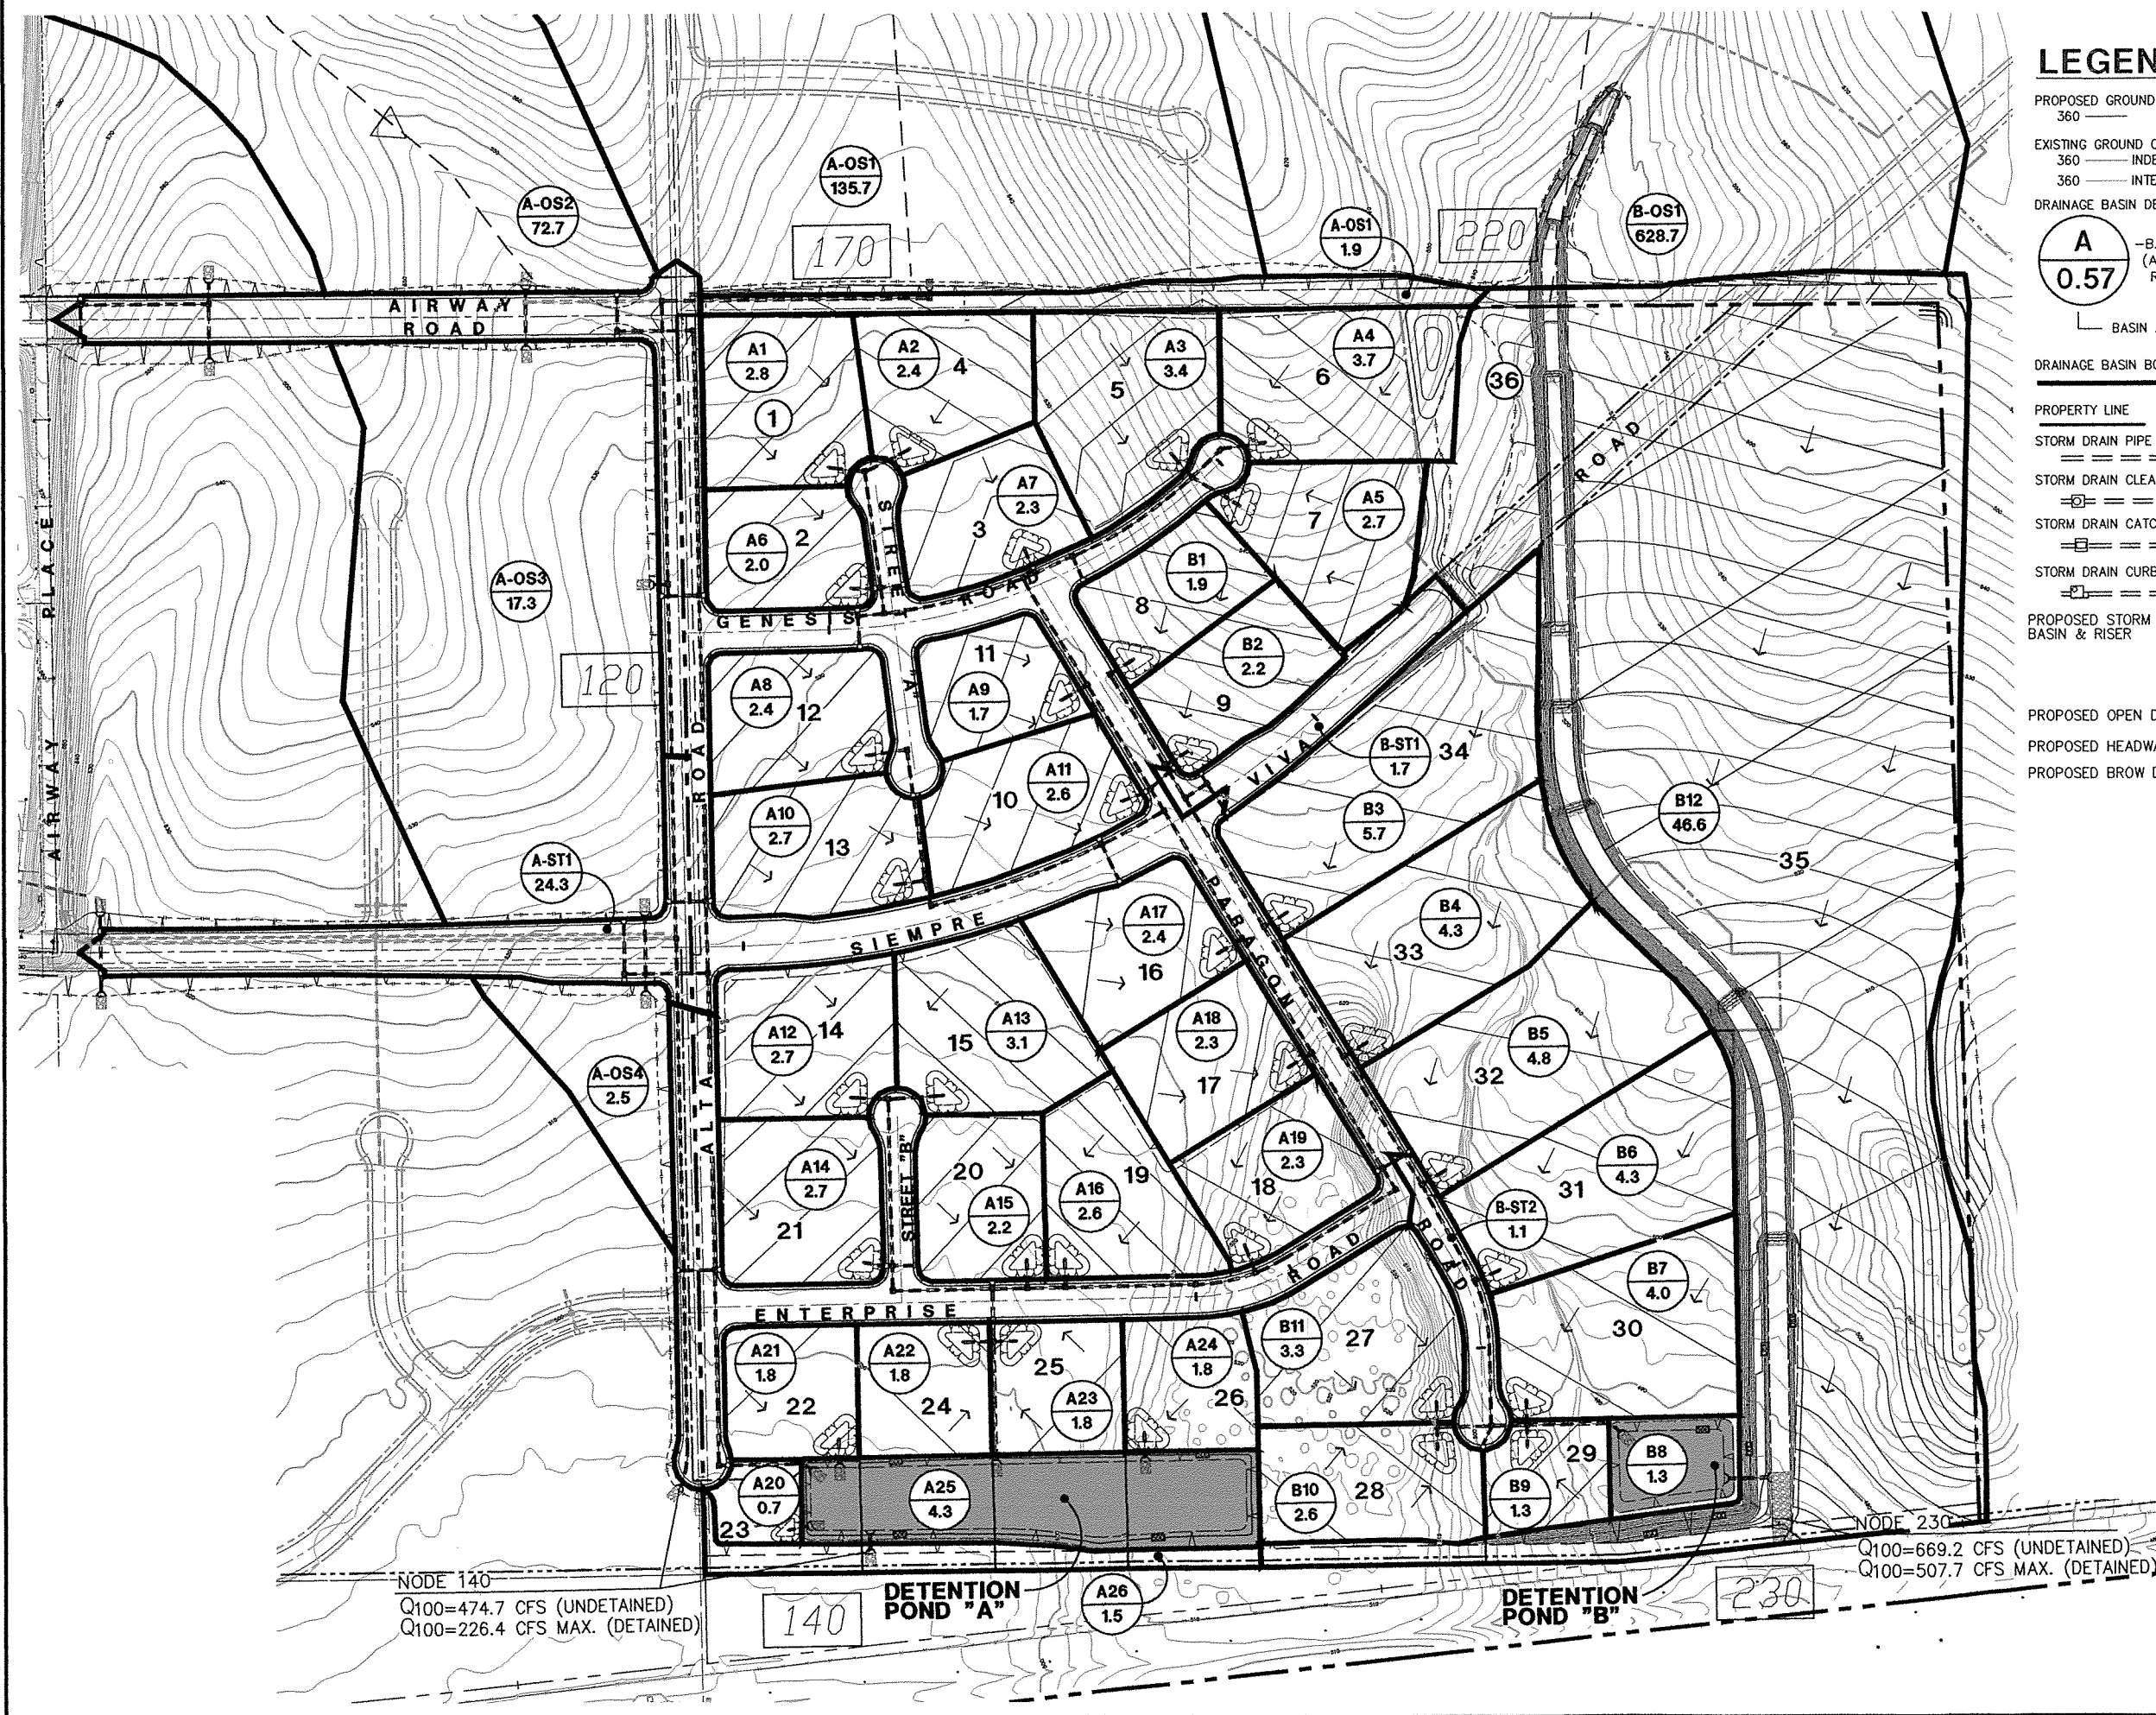 LEGEN
PROPOSED GROUND
360
EXISTING GROUND C
360 INDE
360 INTE
DRAINAGE BASIN DE
A
0.57
-B
(A
R
BASIN
DRAINAGE BASIN BO
PROPERTY LINE
STORM DRAIN PIPE
STORM DRAIN CLEA
STORM DRAIN CATC
STORM DRAIN CURB
PROPOSED STORM
BASIN & RISER
PROPOSED OPEN D
PROPOSED HEADWA
PROPOSED BROW D
A-OS2
72.7
A-OS1
135.7
170
A-OS1
1.9
220
B-OS1
628.7
AIRWAY
ROAD
A1
2.8
1
A2
2.4
4
A3
3.4
5
A4
3.7
6
36
ROAD
A6
2.0
2
STREET
"A"
A7
2.3
3
A5
2.7
7
B1
1.9
8
B2
2.2
9
GENESIS
ROAD
A-OS3
17.3
120
AIRWAY PLACE
A8
2.4
12
11
A9
1.7
A10
2.7
13
A11
2.6
10
ALTA ROAD
VIVA
B-ST1
1.7
34
B3
5.7
B12
46.6
35
A-ST1
24.3
SIEMPRE
PARAGON
ROAD
A17
2.4
16
B4
4.3
33
A12
2.7
14
A13
3.1
15
A18
2.3
17
B5
4.8
32
A-OS4
2.5
A14
2.7
21
STREET "B"
20
A15
2.2
A16
2.6
19
A19
2.3
18
B6
4.3
31
B-ST2
1.1
B7
4.0
30
ENTERPRISE
ROAD
A21
1.8
22
A22
1.8
24
25
A23
1.8
A24
1.8
26
B11
3.3
27
A20
0.7
23
A25
4.3
B10
2.6
28
B9
1.3
29
B8
1.3
NODE 140
Q100=474.7 CFS (UNDETAINED)
Q100=226.4 CFS MAX. (DETAINED)
140
DETENTION
POND "A"
A26
1.5
DETENTION
POND "B"
230
NODE 230
Q100=669.2 CFS (UNDETAINED)
Q100=507.7 CFS MAX. (DETAINED)